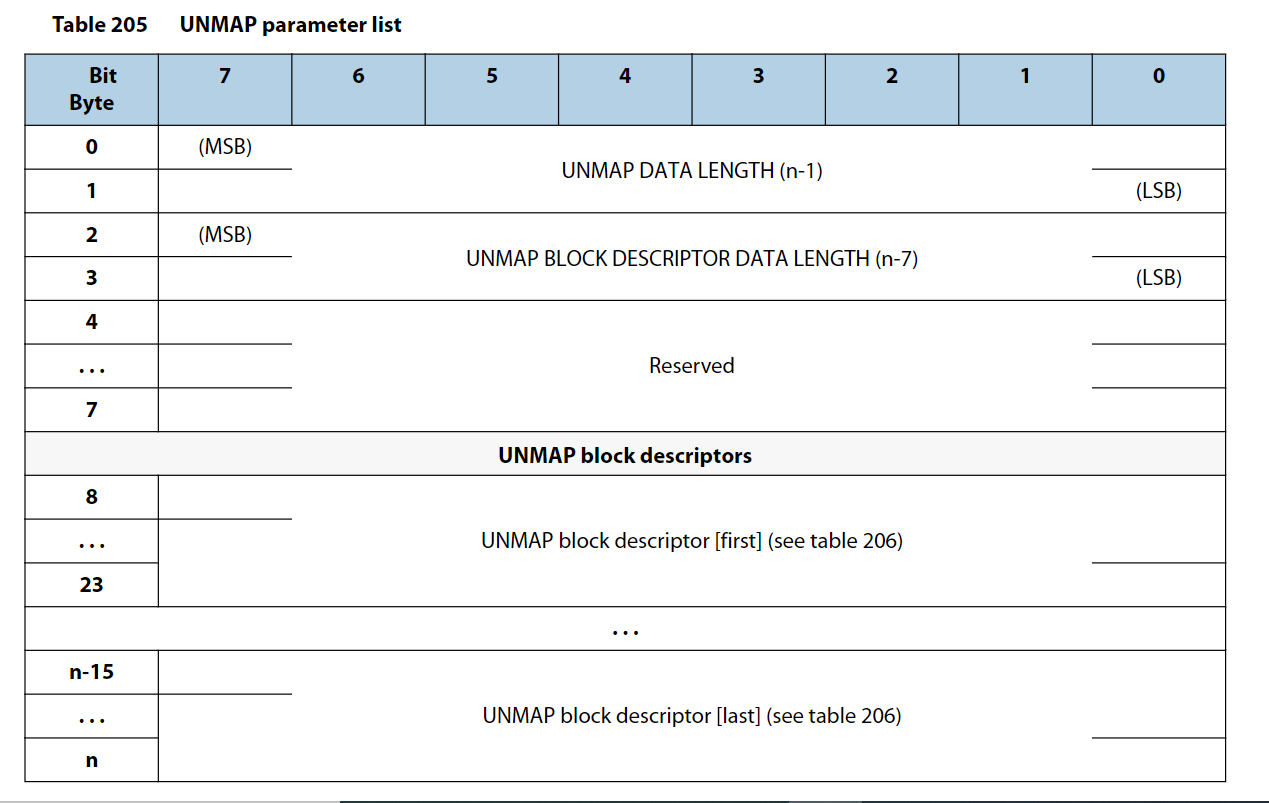 Table 205 UNMAP parameter list
Bit 7 6 5 4 3 2 1 0
Byte
0 (MSB)
UNMAP DATA LENGTH (n-1)
1 (LSB)
2 (MSB)
UNMAP BLOCK DESCRIPTOR DATA LENGTH (n-7)
3 (LSB)
4
... Reserved
7
UNMAP block descriptors
8
... UNMAP block descriptor [first] (see table 206)
23
...
n-15
... UNMAP block descriptor [last] (see table 206)
n